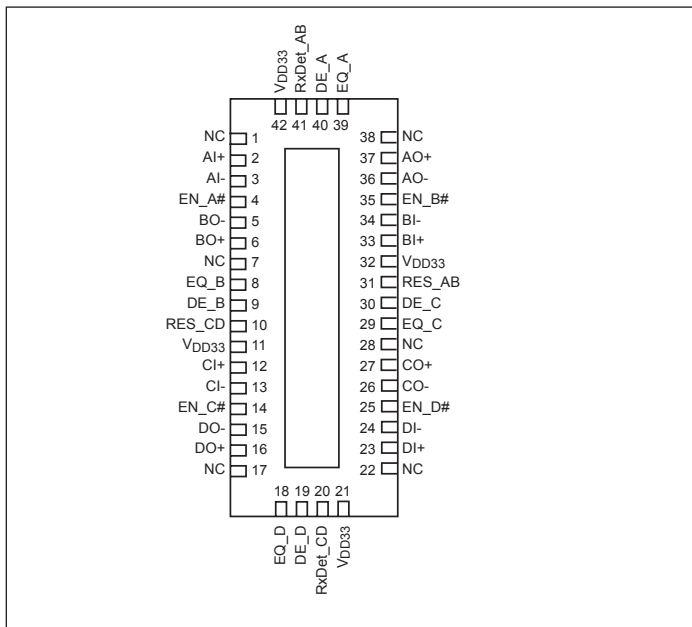 VDD33
RxDet_AB
DE_A
EQ_A
42 41 40 39
NC 1
AI+ 2
AI- 3
EN_A# 4
BO- 5
BO+ 6
NC 7
EQ_B 8
DE_B 9
RES_CD 10
VDD33 11
CI+ 12
CI- 13
EN_C# 14
DO- 15
DO+ 16
NC 17
38 NC
37 AO+
36 AO-
35 EN_B#
34 BI-
33 BI+
32 VDD33
31 RES_AB
30 DE_C
29 EQ_C
28 NC
27 CO+
26 CO-
25 EN_D#
24 DI-
23 DI+
22 NC
18 19 20 21
EQ_D
DE_D
RxDet_CD
VDD33